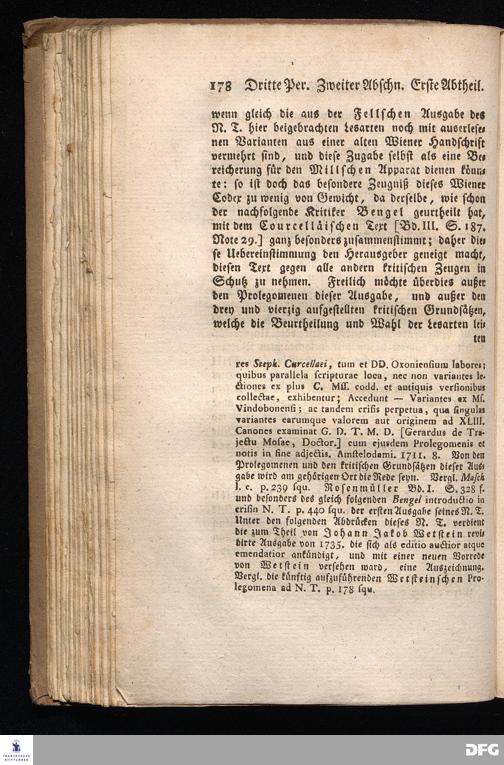 178 Dritte Per. Zweiter Abschn. Erste Abtheil.
wenn gleich die aus der Fellschen Ausgabe des
N. T. hier beigebrachten Lesarten noch mit auserlese-
nen Varianten aus einer alten Wiener Handschrift
vermehrt sind, und diese Zugabe selbst als eine Be-
reicherung für den Millschen Apparat dienen könn-
te: so ist doch das besondere Zeugniß dieses Wiener
Codex zu wenig von Gewicht, da derselbe, wie schon
der nachfolgende Kritiker Bengel geurtheilt hat,
mit dem Courcelläischen Text [Bd. III. S. 187.
Note 29.] ganz besonders zusammenstimmt; daher die-
se Uebereinstimmung den Herausgeber geneigt macht,
diesen Text gegen alle andern kritischen Zeugen in
Schutz zu nehmen. Freilich möchte überdies außer
den Prolegomenen dieser Ausgabe, und außer den
drey und vierzig aufgestellten kritischen Grundsätzen,
welche die Beurtheilung und Wahl der Lesarten lei-
ten
res Steph. Curcellaei, tum et DD. Oxoniensium labores;
quibus parallela scripturae loca, nec non variantes le-
ctiones ex plus C. Mſſ. codd. et antiquis versionibus
collectae, exhibentur; Accedunt — Variantes ex Mſ.
Vindobonensi; ac tandem crisis perpetua, qua singulas
variantes earumque valorem aut originem ad XLIII.
Canones examinat G. D. T. M. D. [Gerardus de Tra-
jectu Mosae, Doctor.] cum ejusdem Prolegomenis et
notis in fine adjectis. Amstelodami. 1711. 8. Von den
Prolegomenen und den kritischen Grundsätzen dieser Aus-
gabe wird am gehörigen Ort die Rede seyn. Vergl. Masch
l. c. p. 239 squ. Rosenmüller Bd. I. S. 328 f.
und besonders des gleich folgenden Bengel introductio in
crisin N. T. p. 440 squ. der ersten Ausgabe seines N. T.
Unter den folgenden Abdrücken dieses N. T. verdient
die zum Theil von Johann Jakob Wetstein revi-
dirte Ausgabe von 1735. die sich als editio auctior atque
emendatior ankündigt, und mit einer neuen Vorrede
von Wetstein versehen ward, eine Auszeichnung.
Vergl. die künftig aufzuführenden Wetsteinschen Pro-
legomena ad N. T. p. 178 squ.
FRANCKESCHE
STIFTUNGEN
DFG